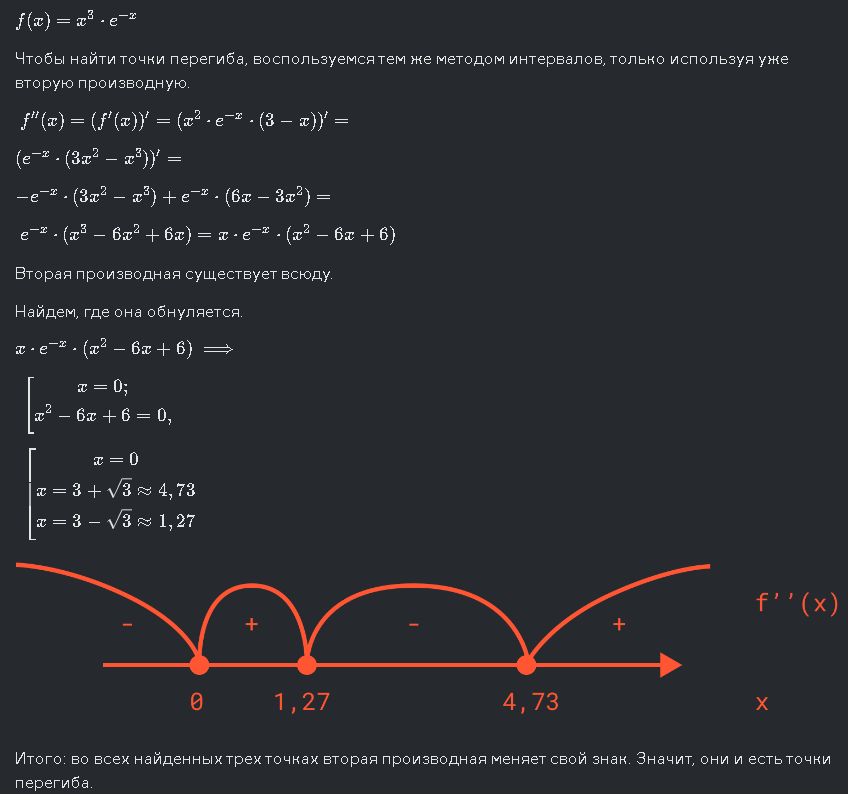 f(x) = x³ · e⁻ˣ
Чтобы найти точки перегиба, воспользуемся тем же методом интервалов, только используя уже
вторую производную.
f''(x) = (f'(x))' = (x² · e⁻ˣ · (3 − x))' =
(e⁻ˣ · (3x² − x³))' =
−e⁻ˣ · (3x² − x³) + e⁻ˣ · (6x − 3x²) =
e⁻ˣ · (x³ − 6x² + 6x) = x · e⁻ˣ · (x² − 6x + 6)
Вторая производная существует всюду.
Найдем, где она обнуляется.
x · e⁻ˣ · (x² − 6x + 6) ⟹
x = 0;
x² − 6x + 6 = 0,
x = 0
x = 3 + √3 ≈ 4,73
x = 3 − √3 ≈ 1,27
f''(x)
- + - +
0 1,27 4,73 x
Итого: во всех найденных трех точках вторая производная меняет свой знак. Значит, они и есть точки
перегиба.